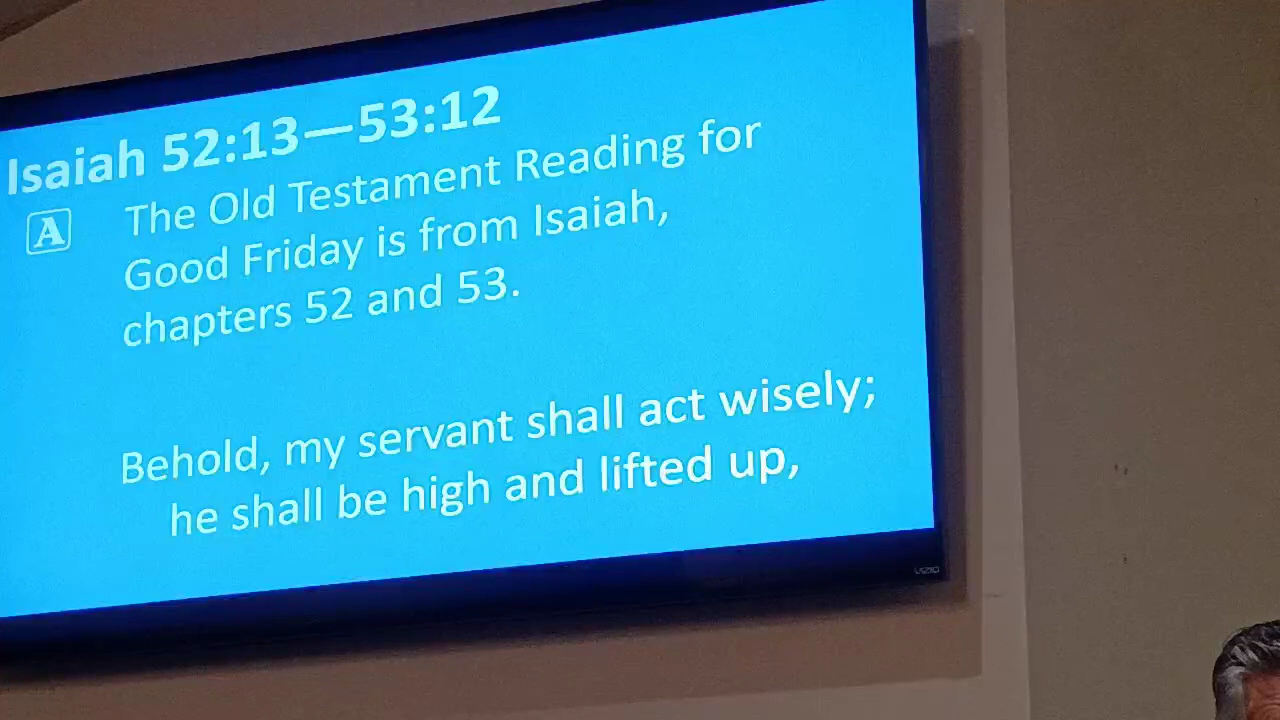 Isaiah 52:13—53:12
A The Old Testament Reading for
Good Friday is from Isaiah,
chapters 52 and 53.
Behold, my servant shall act wisely;
he shall be high and lifted up,
VIZIO